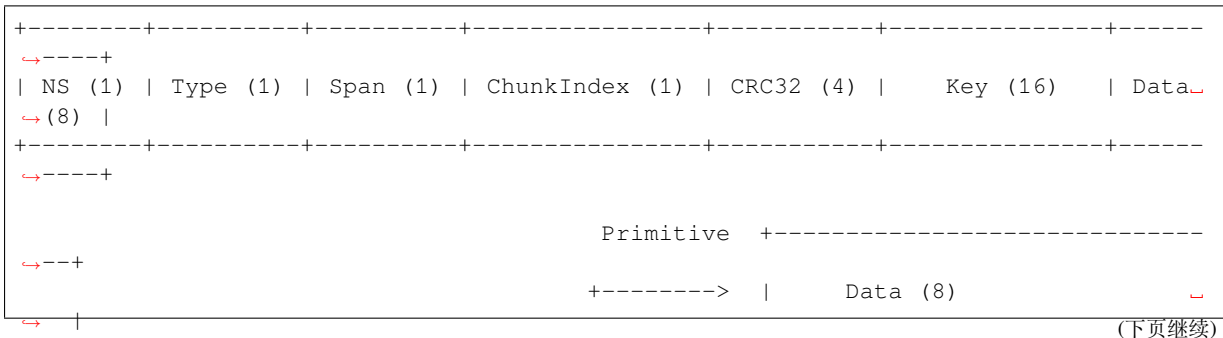 +--------+----------+----------+----------------+-----------+---------------+------
↪----+
| NS (1) | Type (1) | Span (1) | ChunkIndex (1) | CRC32 (4) |    Key (16)    | Data␣
↪(8) |
+--------+----------+----------+----------------+-----------+---------------+------
↪----+
Primitive  +------------------------------
↪--+
+-------->  |     Data (8)                ␣
↪  |
(下页继续)